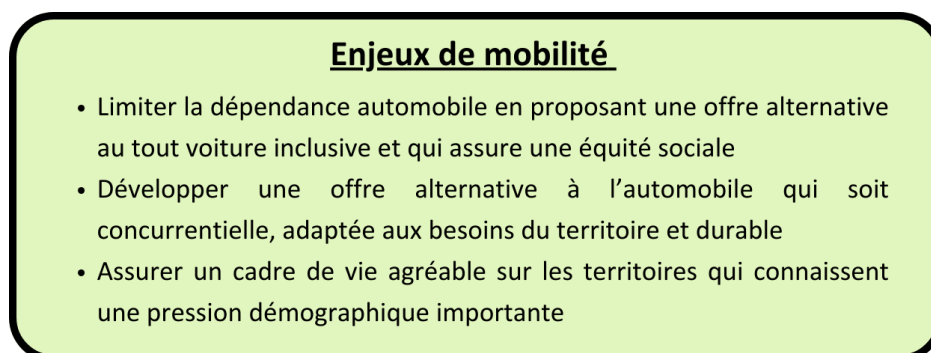 Enjeux de mobilité
• Limiter la dépendance automobile en proposant une offre alternative
au tout voiture inclusive et qui assure une équité sociale
• Développer une offre alternative à l’automobile qui soit
concurrentielle, adaptée aux besoins du territoire et durable
• Assurer un cadre de vie agréable sur les territoires qui connaissent
une pression démographique importante